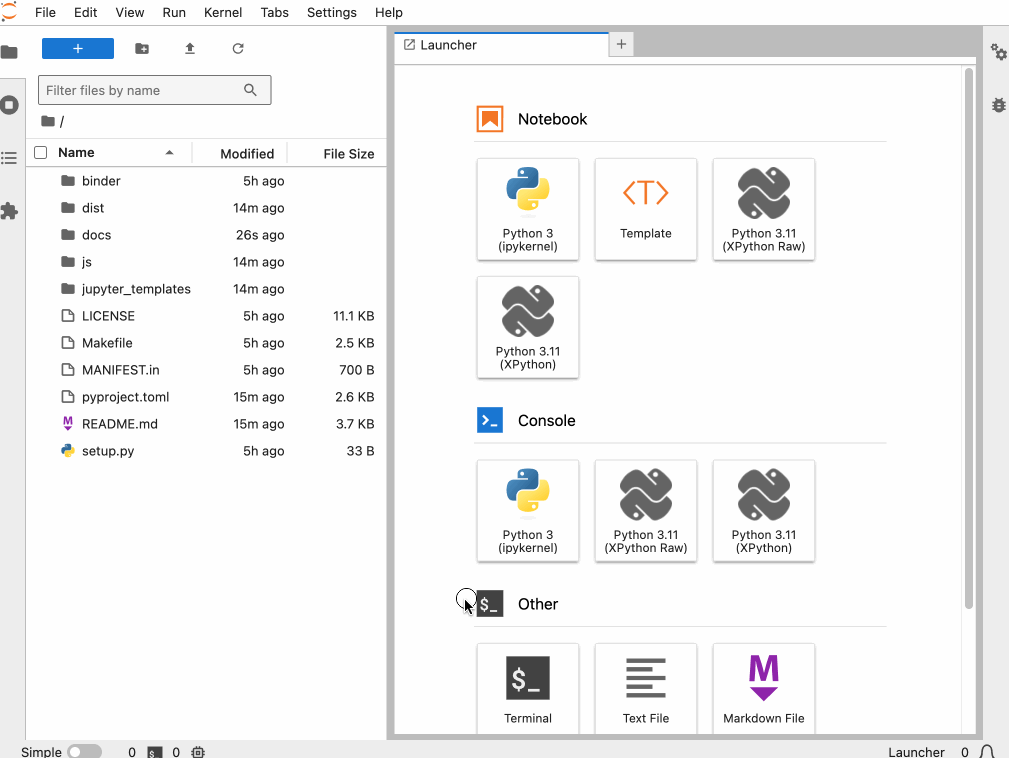 File Edit View Run Kernel Tabs Settings Help
+
Filter files by name
/
Name Modified File Size
binder 5h ago
dist 14m ago
docs 26s ago
js 14m ago
jupyter_templates 14m ago
LICENSE 5h ago 11.1 KB
Makefile 5h ago 2.5 KB
MANIFEST.in 5h ago 700 B
pyproject.toml 15m ago 2.6 KB
README.md 15m ago 3.7 KB
setup.py 5h ago 33 B
Launcher +
Notebook
Python 3
(ipykernel)
<T>
Template
Python 3.11
(XPython Raw)
Python 3.11
(XPython)
Console
Python 3
(ipykernel)
Python 3.11
(XPython Raw)
Python 3.11
(XPython)
$_ Other
$_
Terminal
Text File
M
Markdown File
Simple 0 $_ 0 Launcher 0